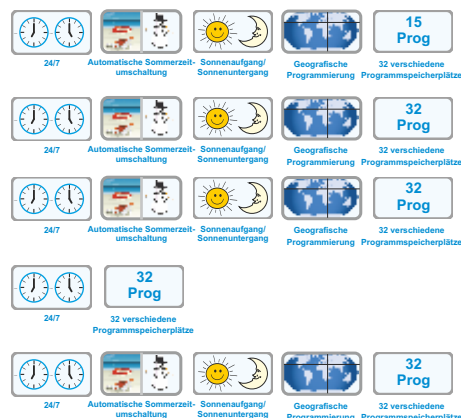 15
Prog
24/7
Automatische Sommerzeit-
umschaltung
Sonnenaufgang/
Sonnenuntergang
Geografische
Programmierung
32 verschiedene
Programmspeicherplätze
32
Prog
24/7
Automatische Sommerzeit-
umschaltung
Sonnenaufgang/
Sonnenuntergang
Geografische
Programmierung
32 verschiedene
Programmspeicherplätze
32
Prog
24/7
Automatische Sommerzeit-
umschaltung
Sonnenaufgang/
Sonnenuntergang
Geografische
Programmierung
32 verschiedene
Programmspeicherplätze
32
Prog
24/7
32 verschiedene
Programmspeicherplätze
32
Prog
24/7
Automatische Sommerzeit-
umschaltung
Sonnenaufgang/
Sonnenuntergang
Geografische
Programmierung
32 verschiedene
Programmspeicherplätze